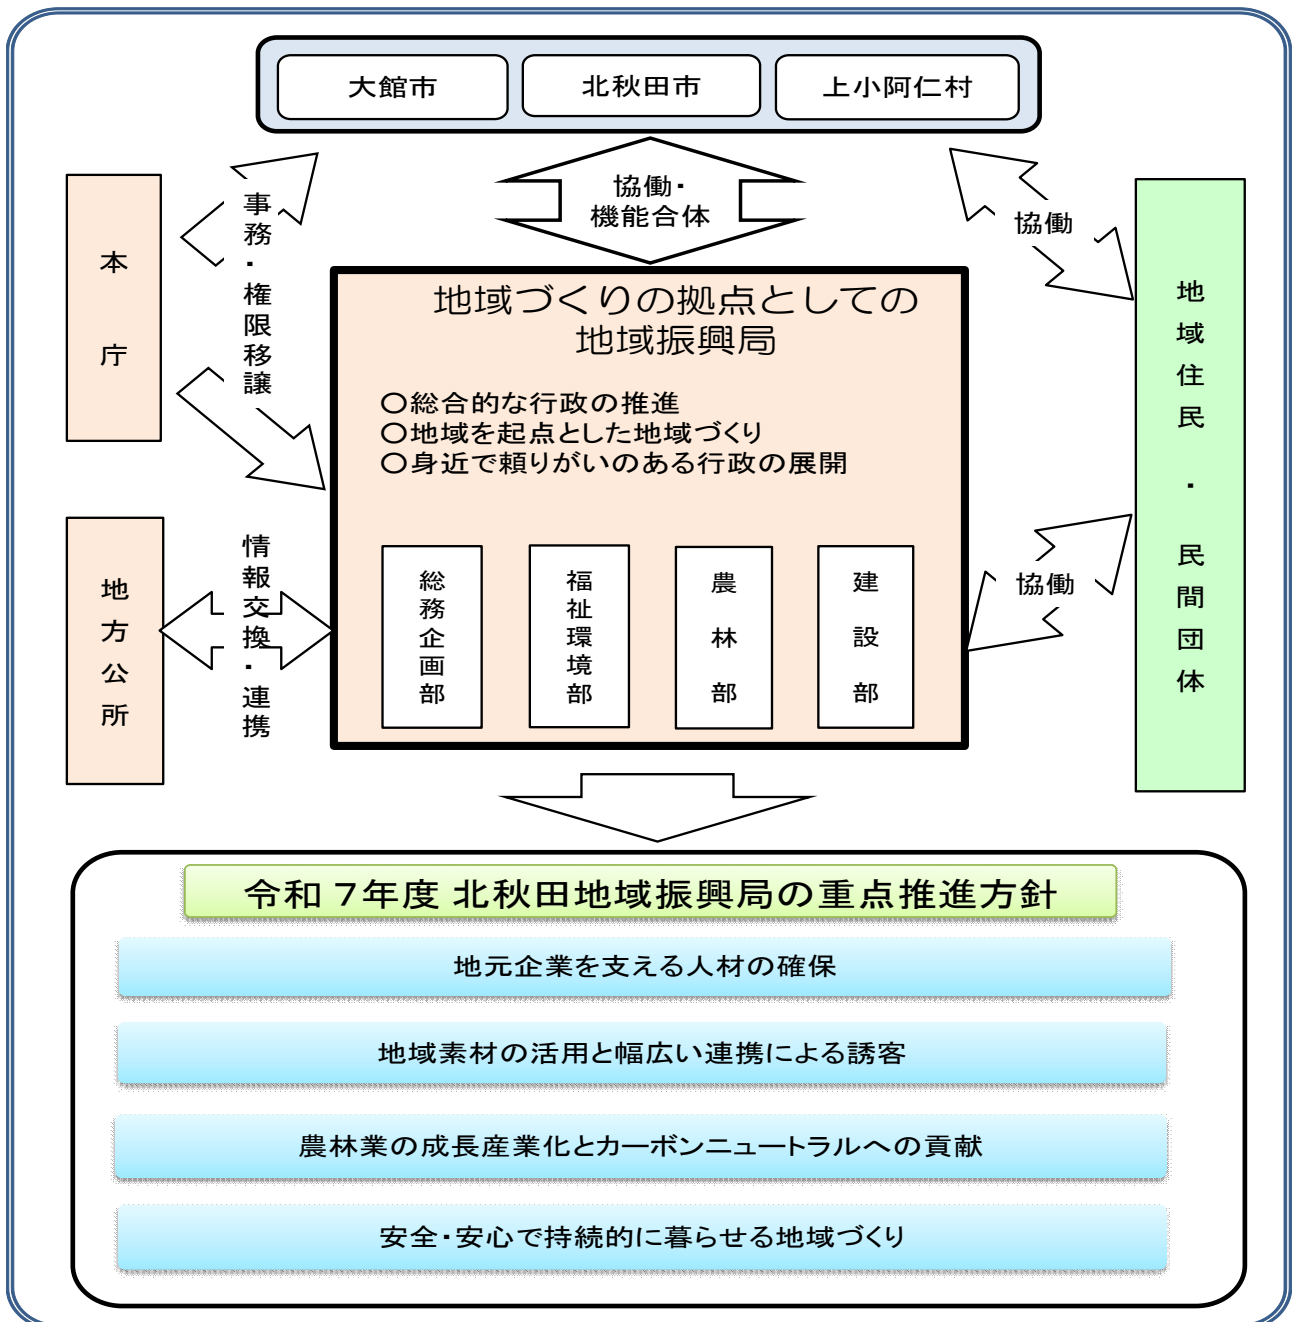 大館市
北秋田市
上小阿仁村
協働・
機能合体
本庁
事務・権限移譲
協働
地域づくりの拠点としての
地域振興局
〇総合的な行政の推進
〇地域を起点とした地域づくり
〇身近で頼りがいのある行政の展開
地域住民・民間団体
地方公所
情報交換・連携
総務企画部
福祉環境部
農林部
建設部
協働
令和７年度 北秋田地域振興局の重点推進方針
地元企業を支える人材の確保
地域素材の活用と幅広い連携による誘客
農林業の成長産業化とカーボンニュートラルへの貢献
安全・安心で持続的に暮らせる地域づくり